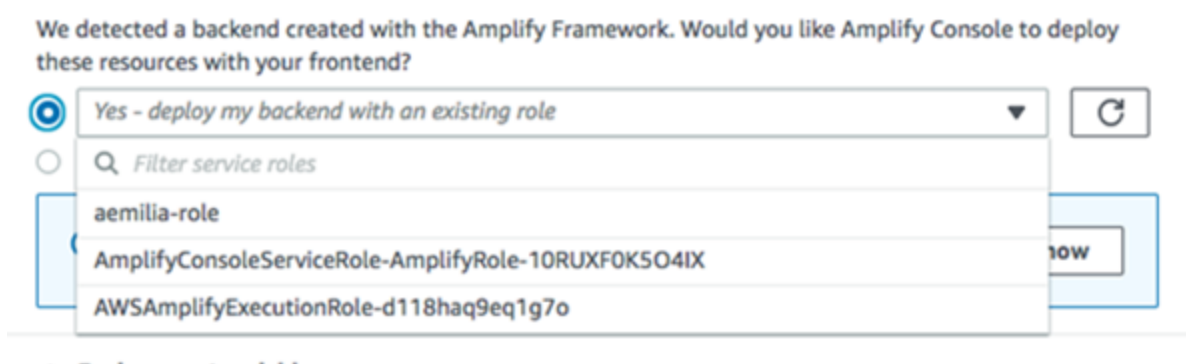 We detected a backend created with the Amplify Framework. Would you like Amplify Console to deploy
these resources with your frontend?
Yes - deploy my backend with an existing role
Filter service roles
aemilia-role
AmplifyConsoleServiceRole-AmplifyRole-10RUXF0K5O4IX
AWSAmplifyExecutionRole-d118haq9eq1g7o